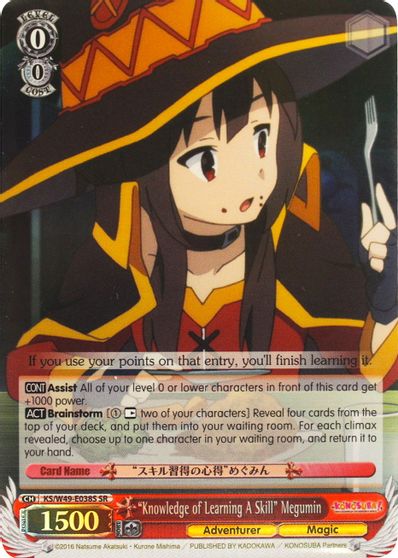 LEVEL
0
0
COST
If you use your points on that entry, you'll finish learning it.
CONT Assist All of your level 0 or lower characters in front of this card get
+1000 power.
ACT Brainstorm [① two of your characters] Reveal four cards from
the top of your deck, and put them into your waiting room. For each climax
revealed, choose up to one character in your waiting room, and return it to
your hand.
Card Name
"スキル習得の心得"めぐみん
CH KS/W49-E038S SR
POWER
1500
"Knowledge of Learning A Skill" Megumin
KONOSUBA
Adventurer
Magic
©2016 Natsume Akatsuki・Kurone Mishima / PUBLISHED BY KADOKAWA / KONOSUBA Partners